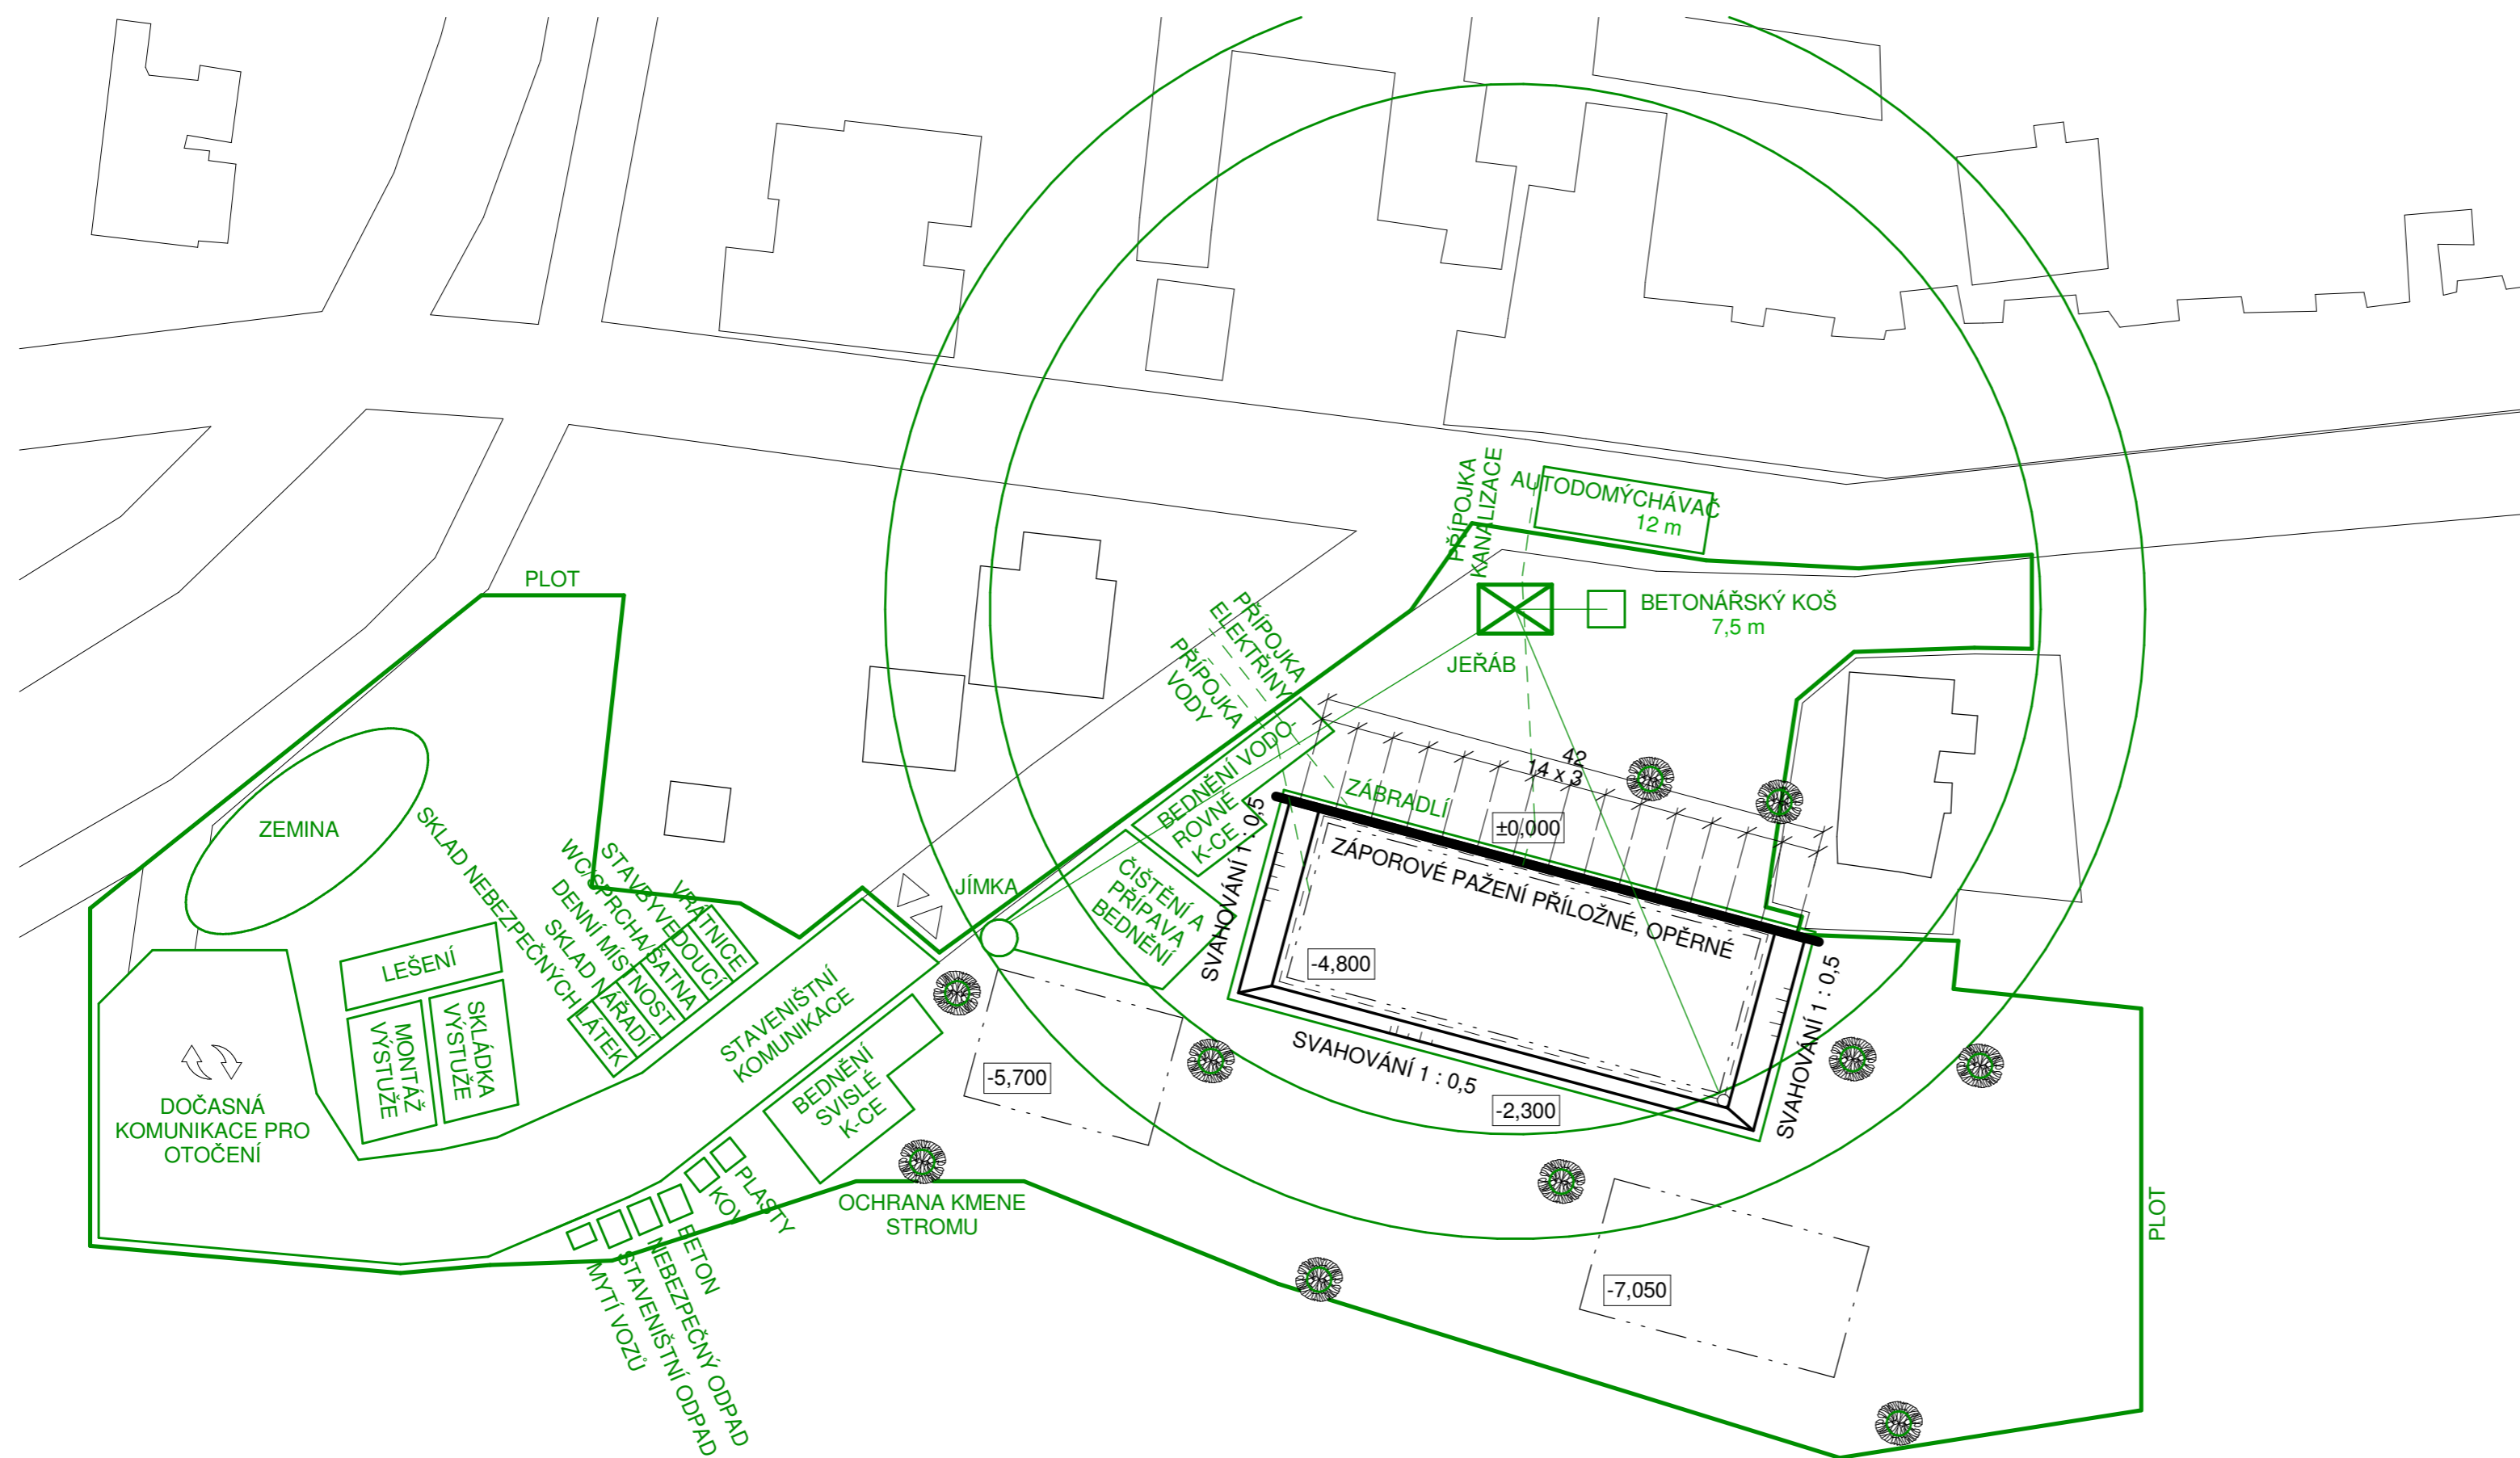 PŘÍPOJKA
KANALIZACE
AUTODOMÝCHÁVAČ
12 m
PLOT
BETONÁŘSKÝ KOŠ
7,5 m
JEŘÁB
PŘÍPOJKA
ELEKTŘINY
PŘÍPOJKA
VODY
BEDNĚNÍ VODO
ROVNÉ
K-CE
42
14 x 3
ZÁBRADLÍ
±0,000
ZÁPOROVÉ PAŽENÍ PŘÍLOŽNÉ, OPĚRNÉ
SVAHOVÁNÍ 1 : 0,5
-4,800
SVAHOVÁNÍ 1 : 0,5
SVAHOVÁNÍ 1 : 0,5
-2,300
ZEMINA
JÍMKA
ČIŠTĚNÍ A
PŘÍPAVA
BEDNĚNÍ
VRÁTNICE
STAVBYVEDOUCÍ
WC/SPRCHA/ŠATNA
DENNÍ MÍSTNOST
SKLAD NÁŘADÍ
SKLAD NEBEZPEČNÝCH
LÁTEK
LEŠENÍ
MONTÁŽ
VÝSTUŽE
SKLÁDKA
VÝSTUŽE
STAVENIŠTNÍ
KOMUNIKACE
BEDNĚNÍ
SVISLÉ
K-CE
-5,700
DOČASNÁ
KOMUNIKACE PRO
OTOČENÍ
PLASTY
KOV
BETON
NEBEZPEČNÝ ODPAD
STAVENIŠTNÍ ODPAD
MYTÍ VOZŮ
OCHRANA KMENE
STROMU
-7,050
PLOT